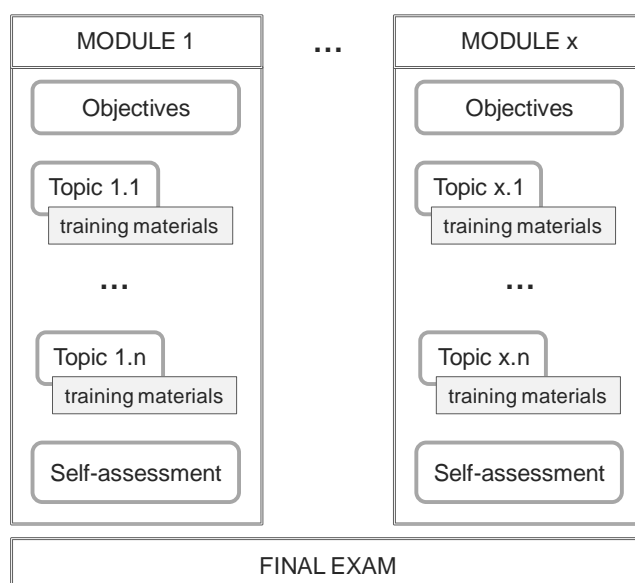 MODULE 1
Objectives
Topic 1.1
training materials
...
Topic 1.n
training materials
Self-assessment
...
MODULE x
Objectives
Topic x.1
training materials
...
Topic x.n
training materials
Self-assessment
FINAL EXAM